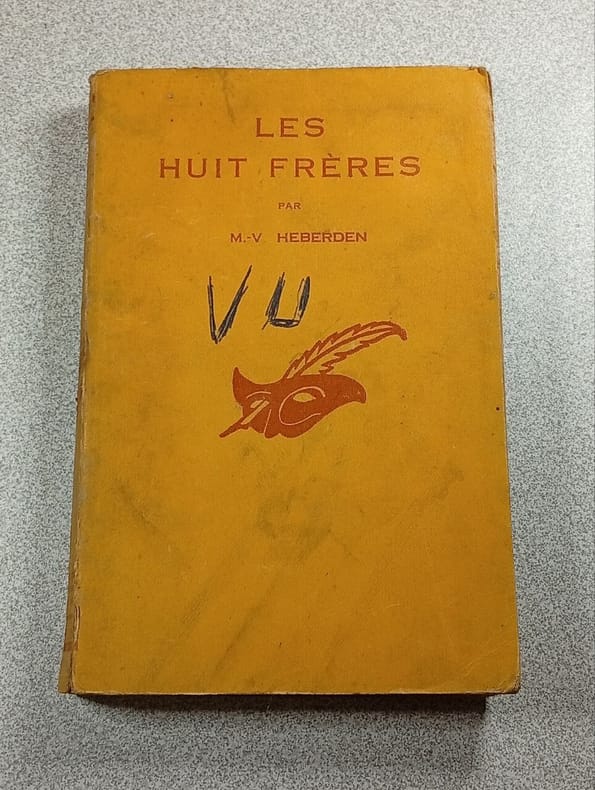 LES
HUIT FRÈRES
PAR
M.-V HEBERDEN
VU